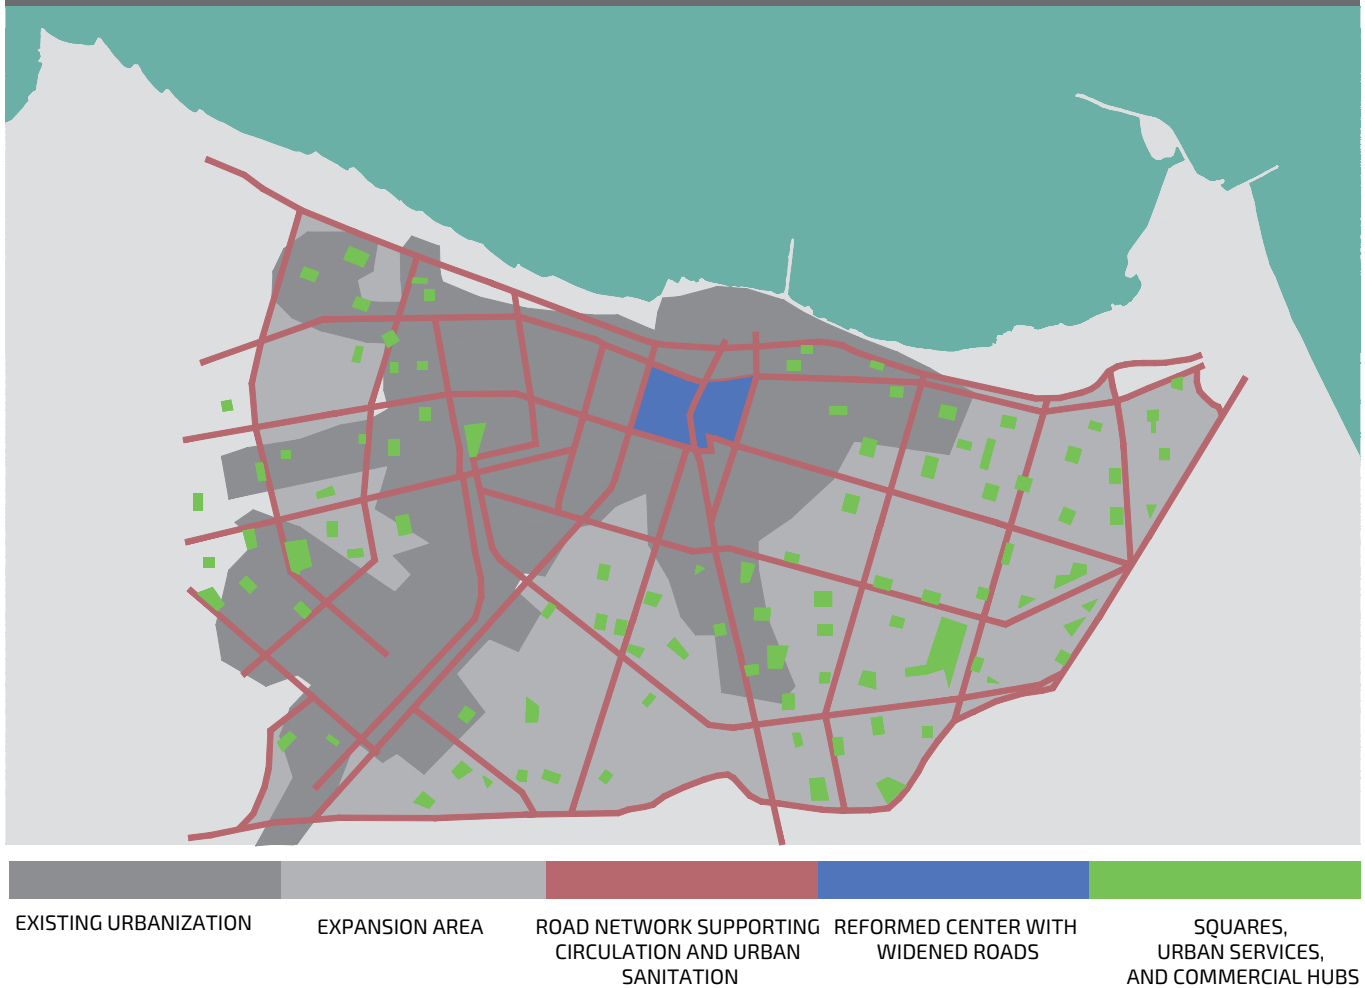 EXISTING URBANIZATION
EXPANSION AREA
ROAD NETWORK SUPPORTING
CIRCULATION AND URBAN
SANITATION
REFORMED CENTER WITH
WIDENED ROADS
SQUARES,
URBAN SERVICES,
AND COMMERCIAL HUBS